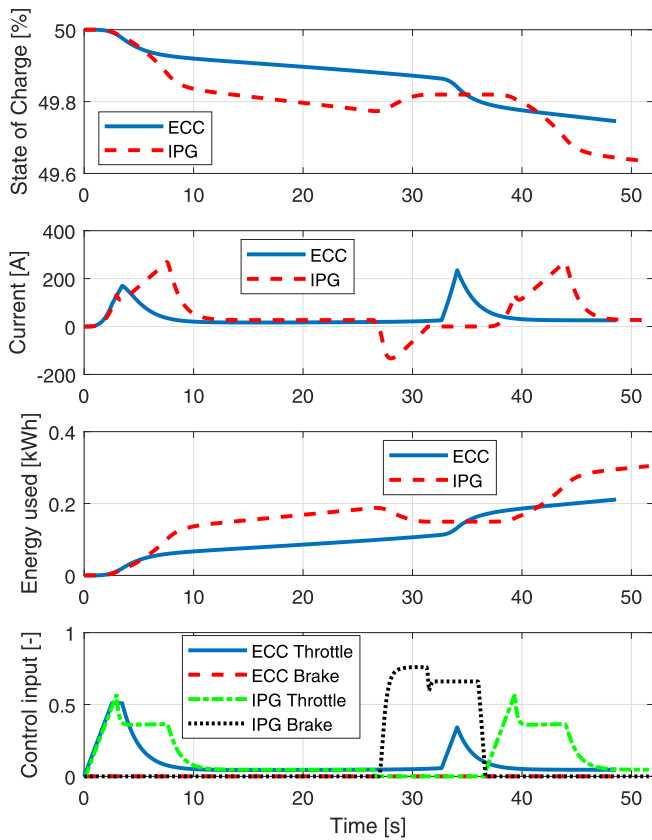 State of Charge [%]
50
49.8
49.6
ECC
IPG
0 10 20 30 40 50
Current [A]
400
200
0
-200
ECC
IPG
0 10 20 30 40 50
Energy used [kWh]
0.4
0.2
0
ECC
IPG
0 10 20 30 40 50
Control input [-]
1
0.5
0
ECC Throttle
ECC Brake
IPG Throttle
IPG Brake
0 10 20 30 40 50
Time [s]